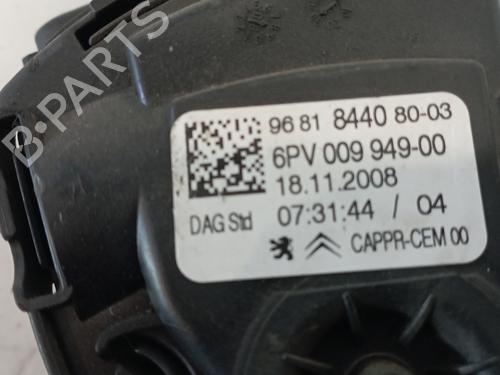 B-PARTS
96 81 8440 80-03
6PV 009 949-00
18.11.2008
DAG Std 07:31:44 / 04
CAPPR-CEM 00